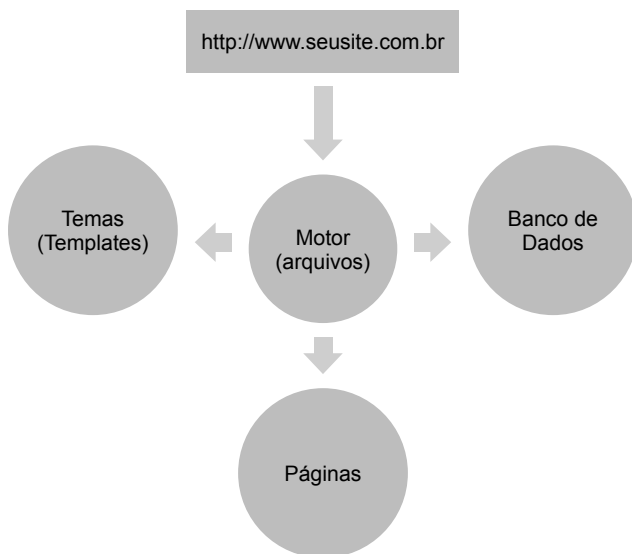 http://www.seusite.com.br
Temas
(Templates)
Motor
(arquivos)
Banco de
Dados
Páginas